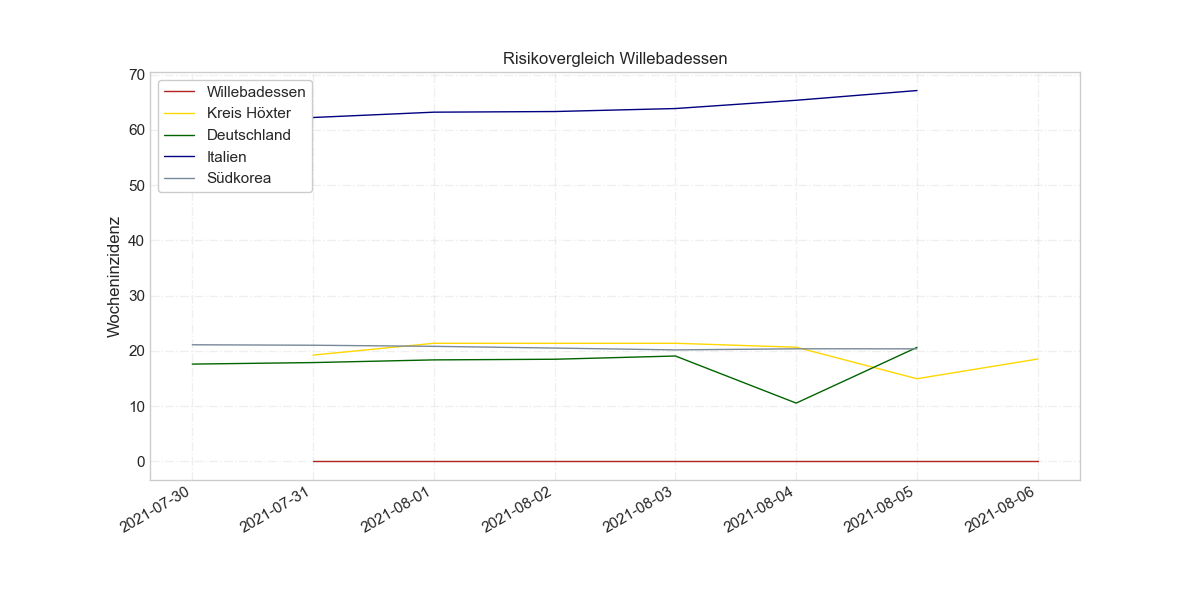 Risikovergleich Willebadessen
Willebadessen
Kreis Höxter
Deutschland
Italien
Südkorea
Wocheninzidenz
70
60
50
40
30
20
10
0
2021-07-30
2021-07-31
2021-08-01
2021-08-02
2021-08-03
2021-08-04
2021-08-05
2021-08-06